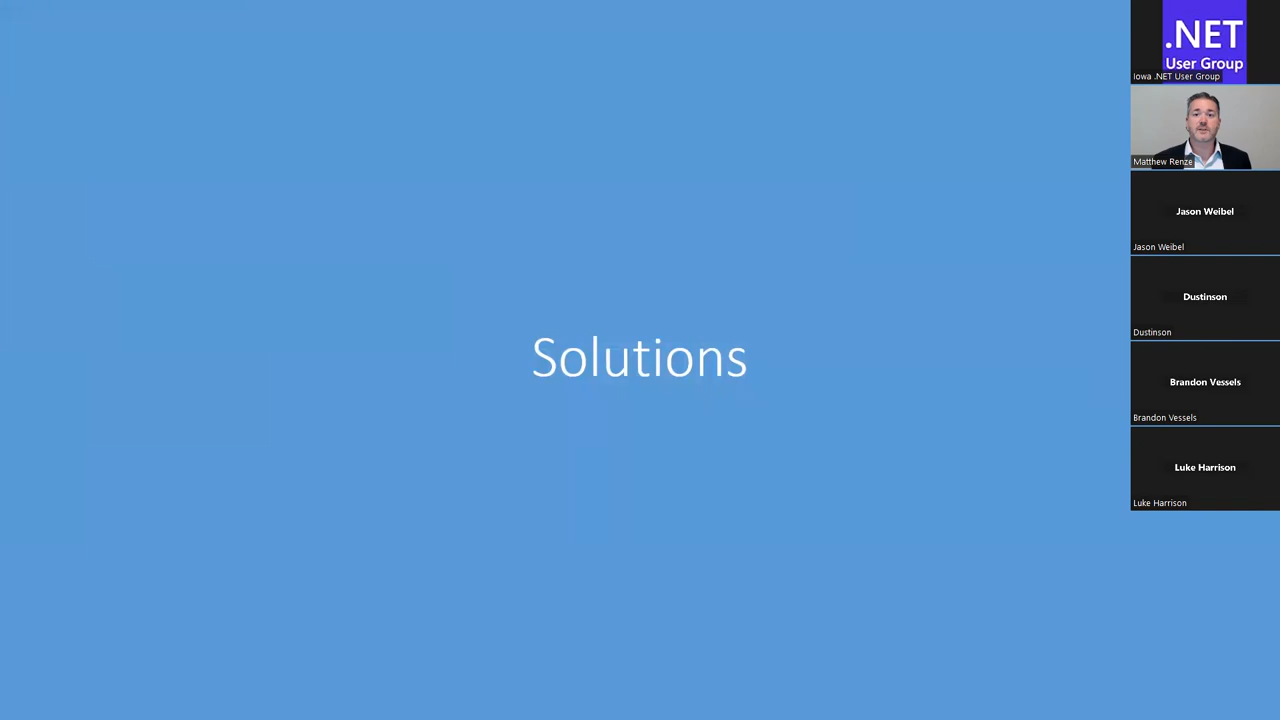 Solutions
.NET
User Group
Iowa .NET User Group
Matthew Renze
Jason Weibel
Jason Weibel
Dustinson
Dustinson
Brandon Vessels
Brandon Vessels
Luke Harrison
Luke Harrison